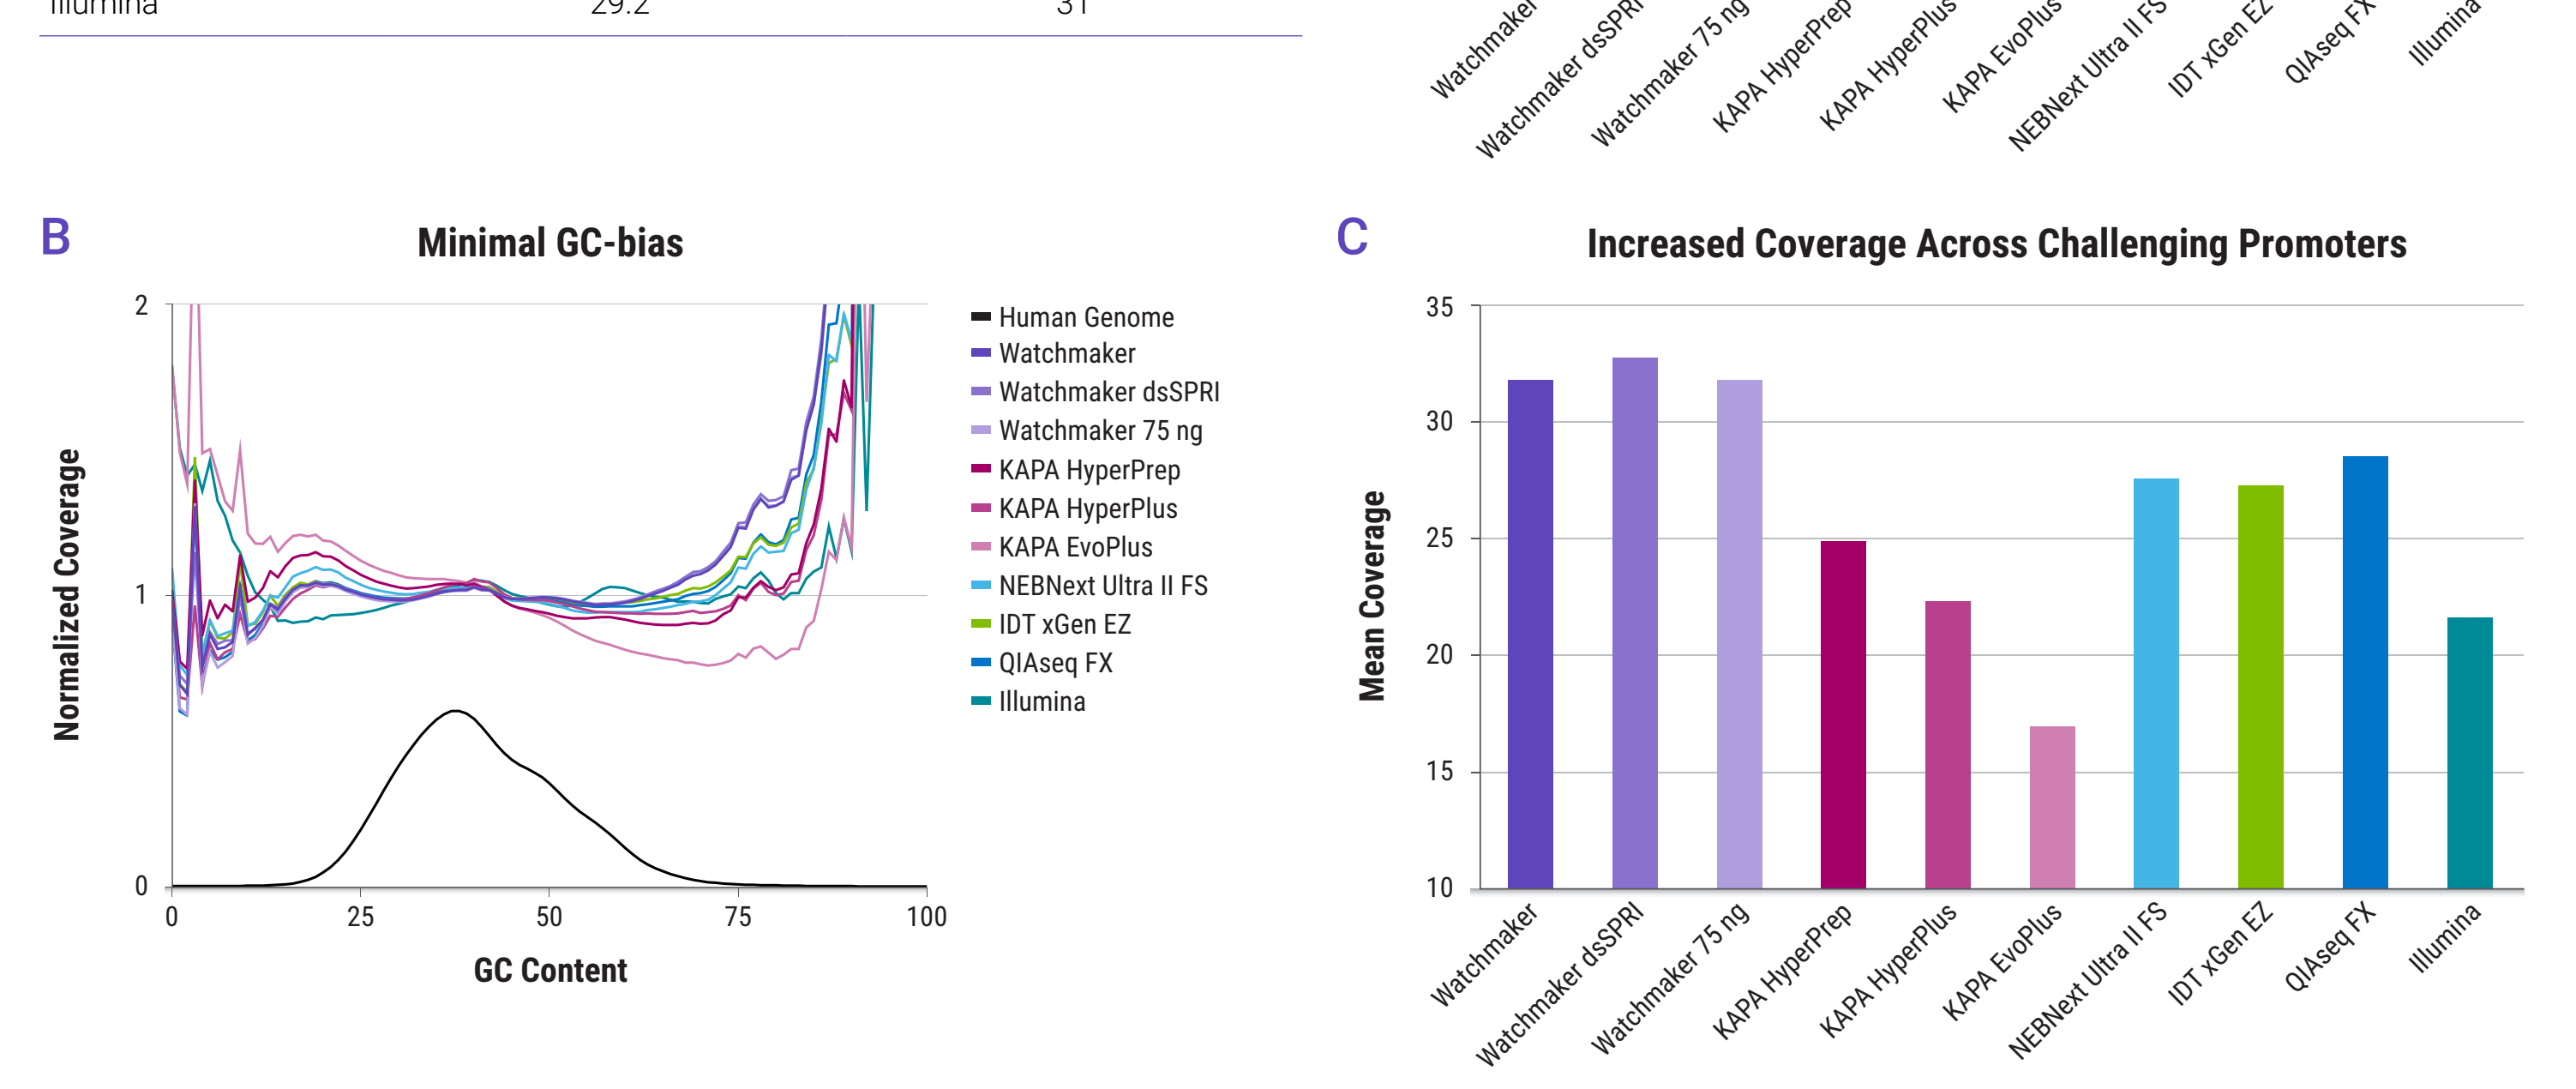 Illumina 29.2 31
Watchmaker
Watchmaker dsSPRI
Watchmaker 75 ng
KAPA HyperPrep
KAPA HyperPlus
KAPA EvoPlus
NEBNext Ultra II FS
IDT xGen EZ
QIAseq FX
Illumina
B
Minimal GC-bias
2
1
0
Normalized Coverage
0 25 50 75 100
GC Content
Human Genome
Watchmaker
Watchmaker dsSPRI
Watchmaker 75 ng
KAPA HyperPrep
KAPA HyperPlus
KAPA EvoPlus
NEBNext Ultra II FS
IDT xGen EZ
QIAseq FX
Illumina
C
Increased Coverage Across Challenging Promoters
35
30
25
20
15
10
Mean Coverage
Watchmaker
Watchmaker dsSPRI
Watchmaker 75 ng
KAPA HyperPrep
KAPA HyperPlus
KAPA EvoPlus
NEBNext Ultra II FS
IDT xGen EZ
QIAseq FX
Illumina